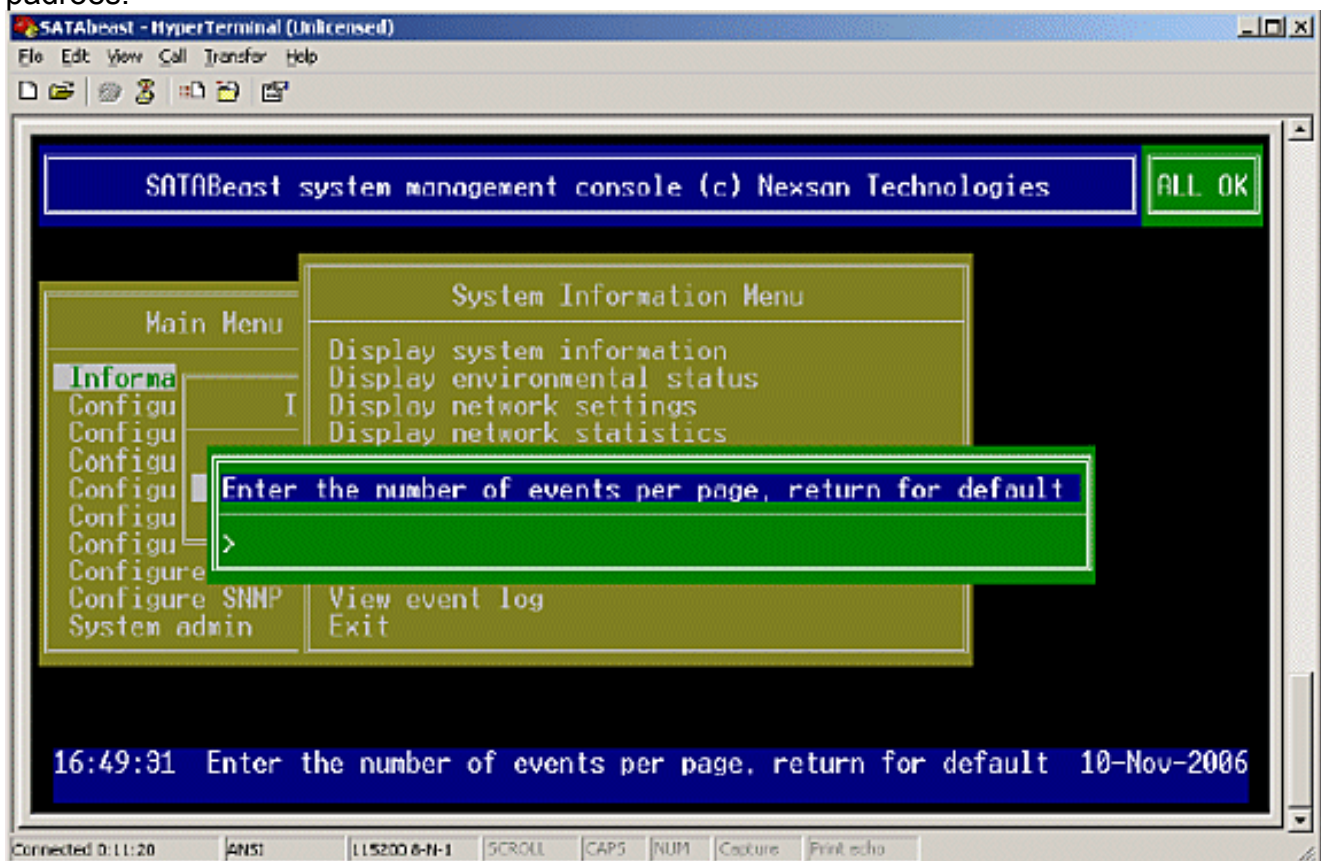 padrões.
SATAbeast - HyperTerminal (Unlicensed)
File Edit View Call Transfer Help
SATABeast system management console (c) Nexsan Technologies
ALL OK
System Information Menu
Main Menu
Display system information
Informa
Display environmental status
Configu I
Display network settings
Configu
Display network statistics
Configu
Configu
Enter the number of events per page, return for default
Configu
Configu
>
Configure
Configure SNMP
View event log
System admin
Exit
16:49:31 Enter the number of events per page, return for default 10-Nov-2006
Connected 0:11:20 ANSI 115200 8-N-1 SCROLL CAPS NUM Capture Print echo